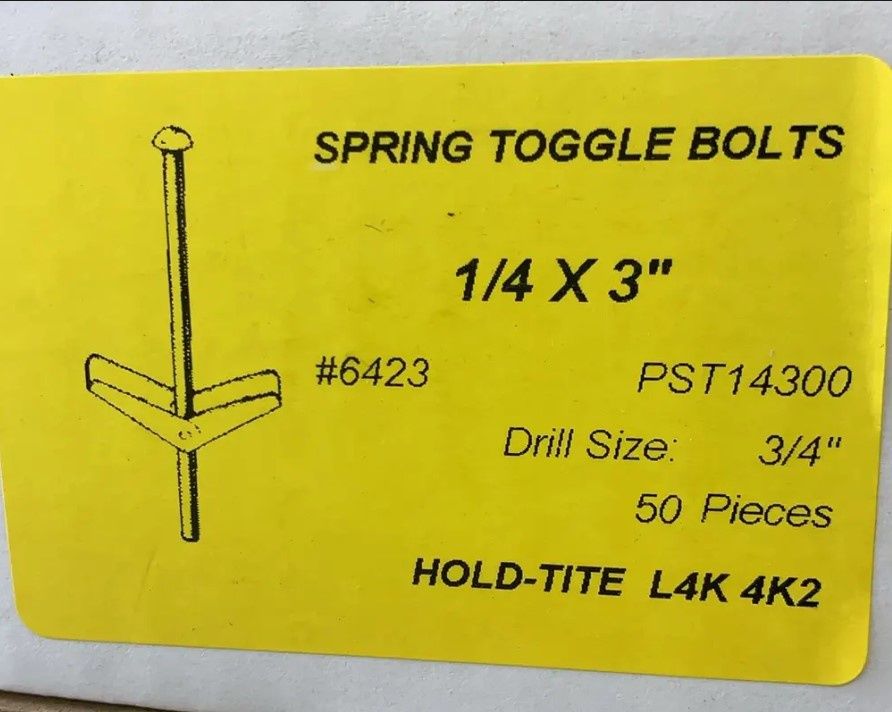 SPRING TOGGLE BOLTS
1/4 X 3"
#6423 PST14300
Drill Size: 3/4"
50 Pieces
HOLD-TITE L4K 4K2